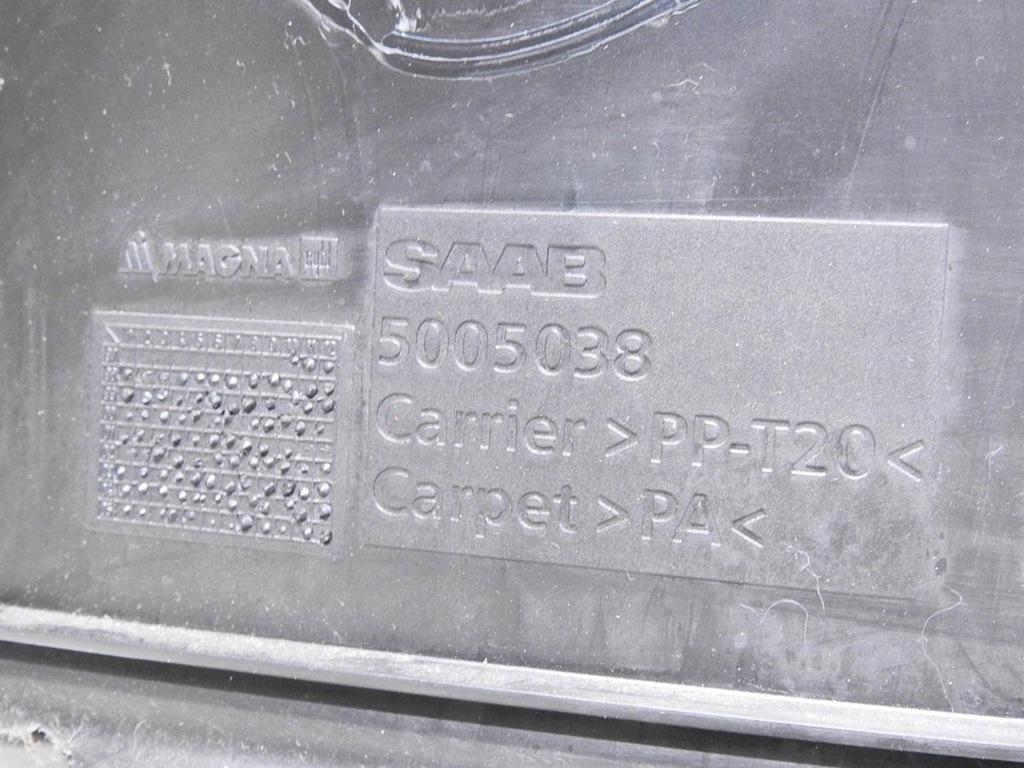 MAGNA
SAAB
5005038
Carrier >PP-T20<
Carpet >PA<